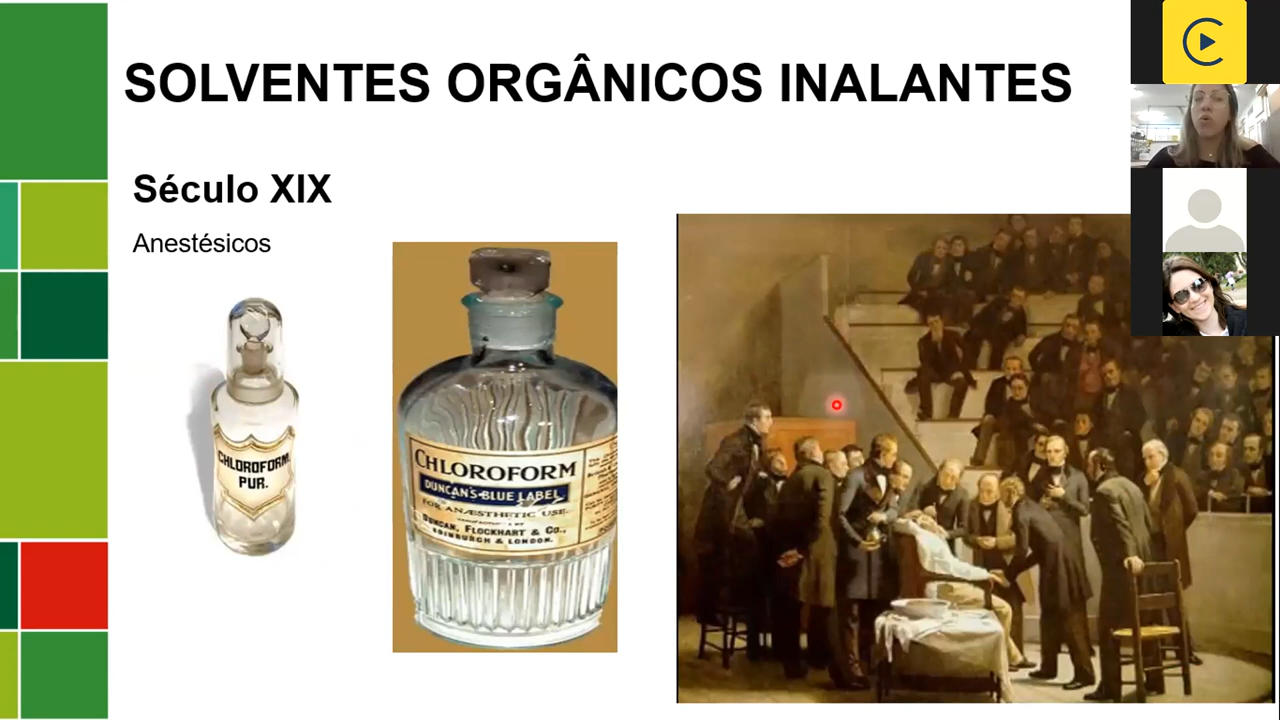 SOLVENTES ORGÂNICOS INALANTES
Século XIX
Anestésicos
CHLOROFORM
PUR.
CHLOROFORM
DUNCAN'S BLUE LABEL
FOR ANÆSTHETIC USE.
DUNCAN, FLOCKHART & Co.,
EDINBURGH & LONDON.